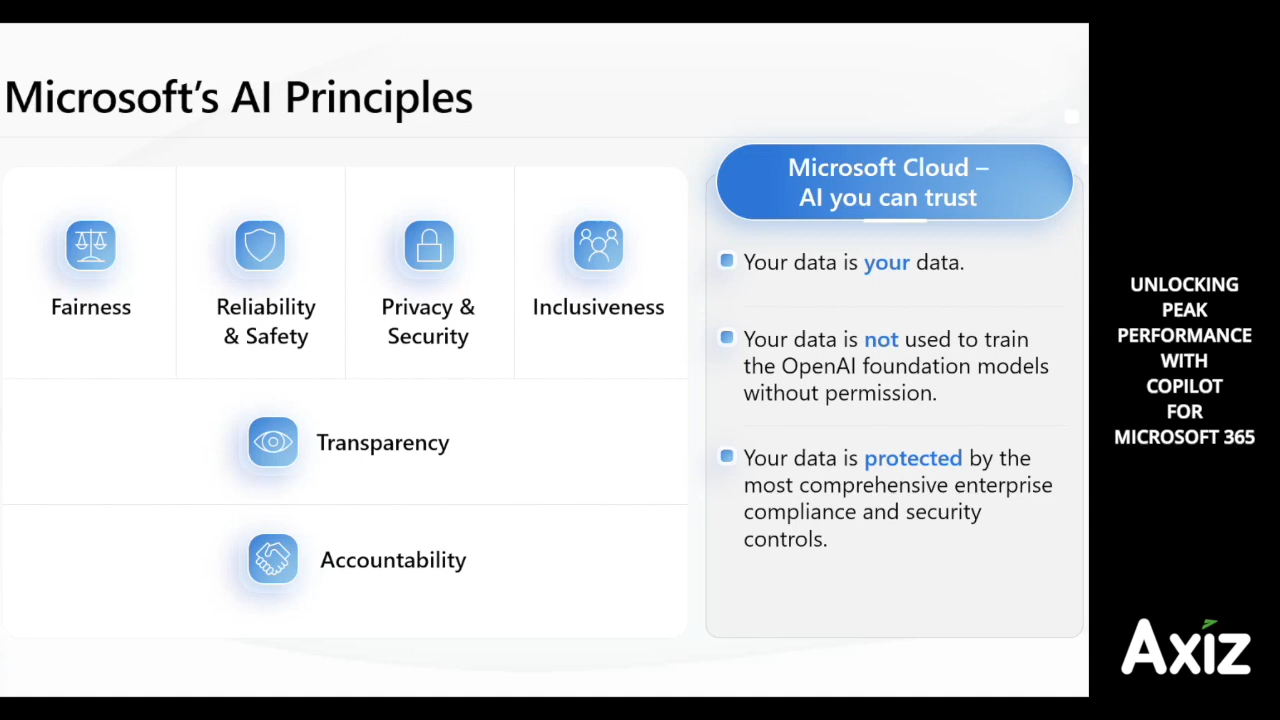 Microsoft's AI Principles
Fairness
Reliability
& Safety
Privacy &
Security
Inclusiveness
Transparency
Accountability
Microsoft Cloud –
AI you can trust
Your data is your data.
Your data is not used to train
the OpenAI foundation models
without permission.
Your data is protected by the
most comprehensive enterprise
compliance and security
controls.
UNLOCKING
PEAK
PERFORMANCE
WITH
COPILOT
FOR
MICROSOFT 365
Axiz